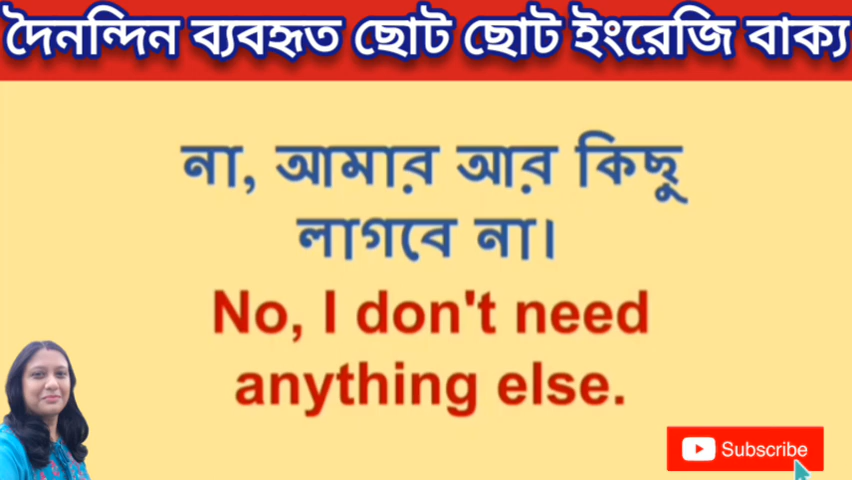 দৈনন্দিন ব্যবহৃত ছোট ছোট ইংরেজি বাক্য
না, আমার আর কিছু
লাগবে না।
No, I don't need
anything else.
Subscribe